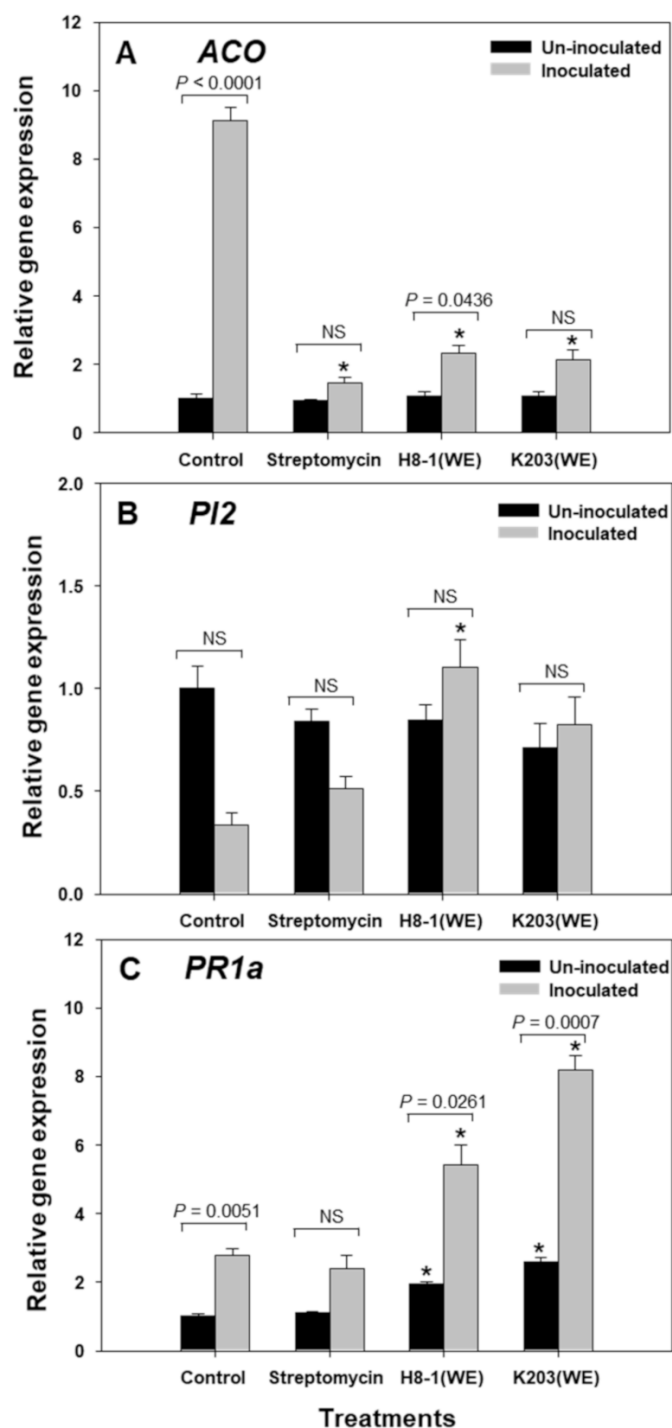 A ACO
Un-inoculated
Inoculated
P < 0.0001
NS
P = 0.0436
NS
*
*
*
Relative gene expression
12
10
8
6
4
2
0
Control Streptomycin H8-1(WE) K203(WE)
B PI2
Un-inoculated
Inoculated
NS
NS
NS
NS
*
Relative gene expression
2.0
1.5
1.0
0.5
0.0
Control Streptomycin H8-1(WE) K203(WE)
C PR1a
Un-inoculated
Inoculated
P = 0.0051
NS
P = 0.0261
P = 0.0007
*
*
*
*
Relative gene expression
12
10
8
6
4
2
0
Control Streptomycin H8-1(WE) K203(WE)
Treatments